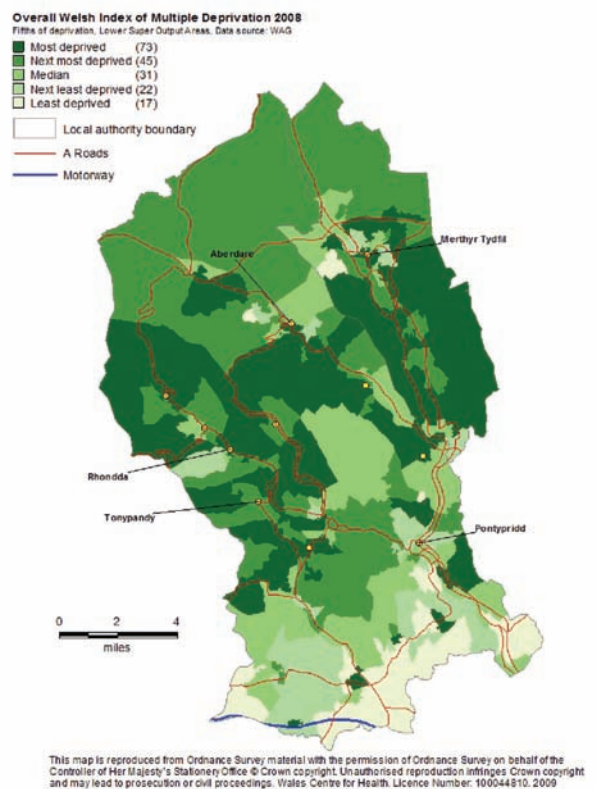 Overall Welsh Index of Multiple Deprivation 2008
Fifths of deprivation, Lower Super Output Areas, Data source: WAG
Most deprived (73)
Next most deprived (45)
Median (31)
Next least deprived (22)
Least deprived (17)
Local authority boundary
A Roads
Motorway
Merthyr Tydfil
Aberdare
Rhondda
Tonypandy
Pontypridd
0 2 4
miles
This map is reproduced from Ordnance Survey material with the permission of Ordnance Survey on behalf of the
Controller of Her Majesty's Stationery Office © Crown copyright. Unauthorised reproduction infringes Crown copyright
and may lead to prosecution or civil proceedings. Wales Centre for Health. Licence Number: 100044810. 2009